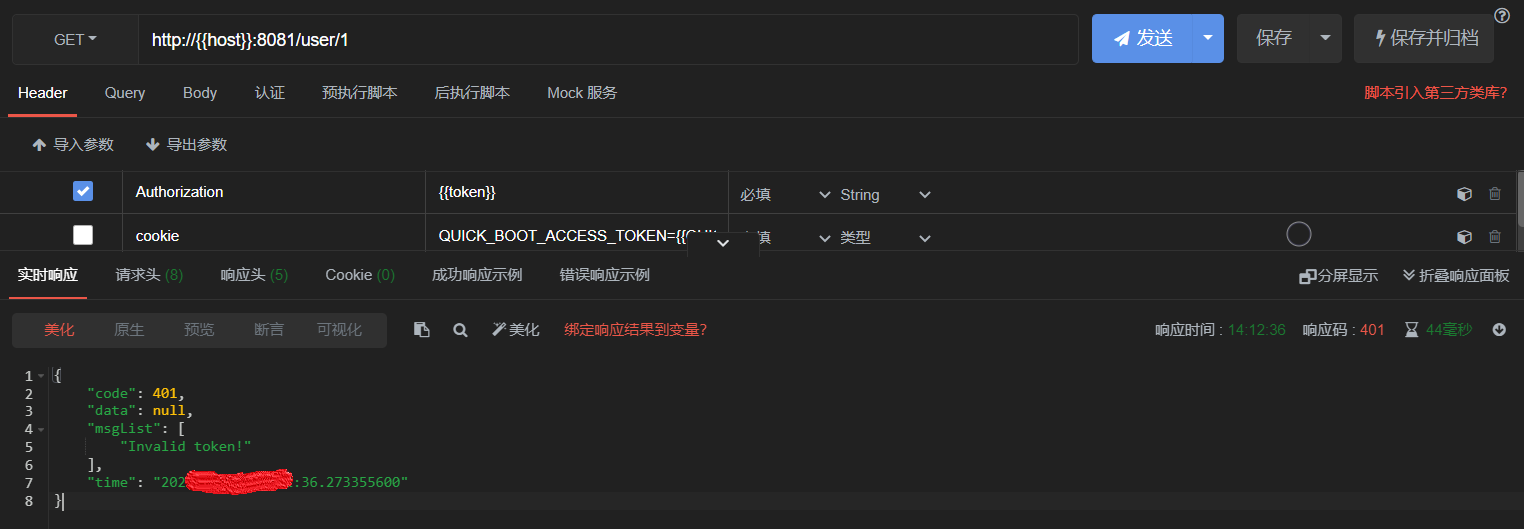 GET http://{{host}}:8081/user/1 发送 保存 保存并归档
Header Query Body 认证 预执行脚本 后执行脚本 Mock 服务 脚本引入第三方类库?
导入参数 导出参数
Authorization {{token}} 必填 String
cookie QUICK_BOOT_ACCESS_TOKEN={{ 填 类型
实时响应 请求头 (8) 响应头 (5) Cookie (0) 成功响应示例 错误响应示例 分屏显示 折叠响应面板
美化 原生 预览 断言 可视化 美化 绑定响应结果到变量? 响应时间 : 14:12:36 响应码 : 401 44毫秒
1 {
2 "code": 401,
3 "data": null,
4 "msgList": [
5 "Invalid token!"
6 ],
7 "time": "202 :36.273355600"
8 }